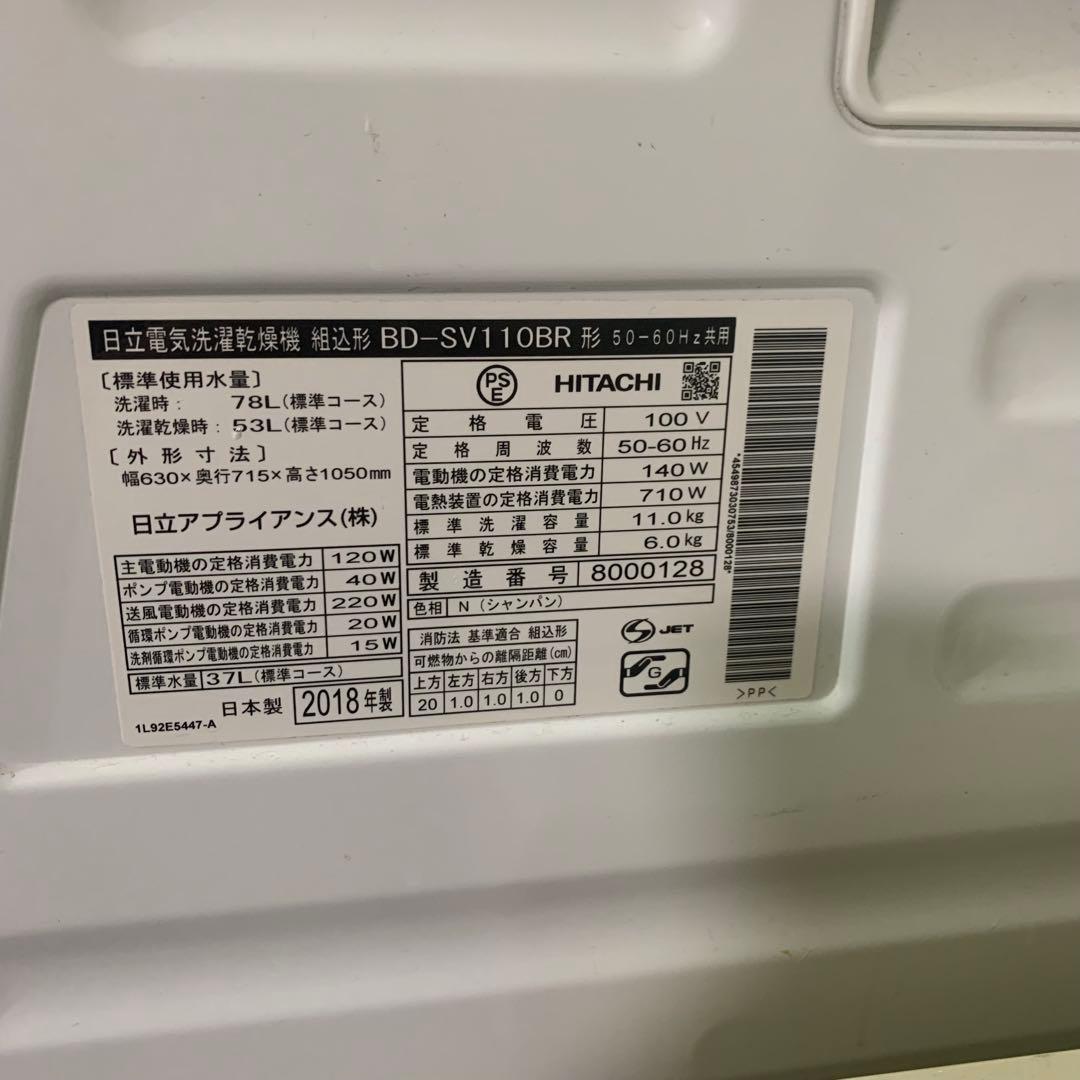 日立電気洗濯乾燥機 組込形 BD-SV110BR 形 50-60Hz共用
〔標準使用水量〕
洗濯時： 78L(標準コース)
洗濯乾燥時： 53L(標準コース)
〔外形寸法〕
幅630×奥行715×高さ1050mm
日立アプライアンス(株)
主電動機の定格消費電力 120W
ポンプ電動機の定格消費電力 40W
送風電動機の定格消費電力 220W
循環ポンプ電動機の定格消費電力 20W
洗剤循環ポンプ電動機の定格消費電力 15W
標準水量 37L(標準コース)
日本製 2018年製
1L92E5447-A
PSE HITACHI
定格電圧 100V
定格周波数 50-60Hz
電動機の定格消費電力 140W
電熱装置の定格消費電力 710W
標準洗濯容量 11.0kg
標準乾燥容量 6.0kg
製造番号 8000128
色相 N（シャンパン）
消防法 基準適合 組込形
可燃物からの離隔距離(cm)
上方 左方 右方 後方 下方
20 1.0 1.0 1.0 0
JET
G
*4549873030753/8000128*
>PP<